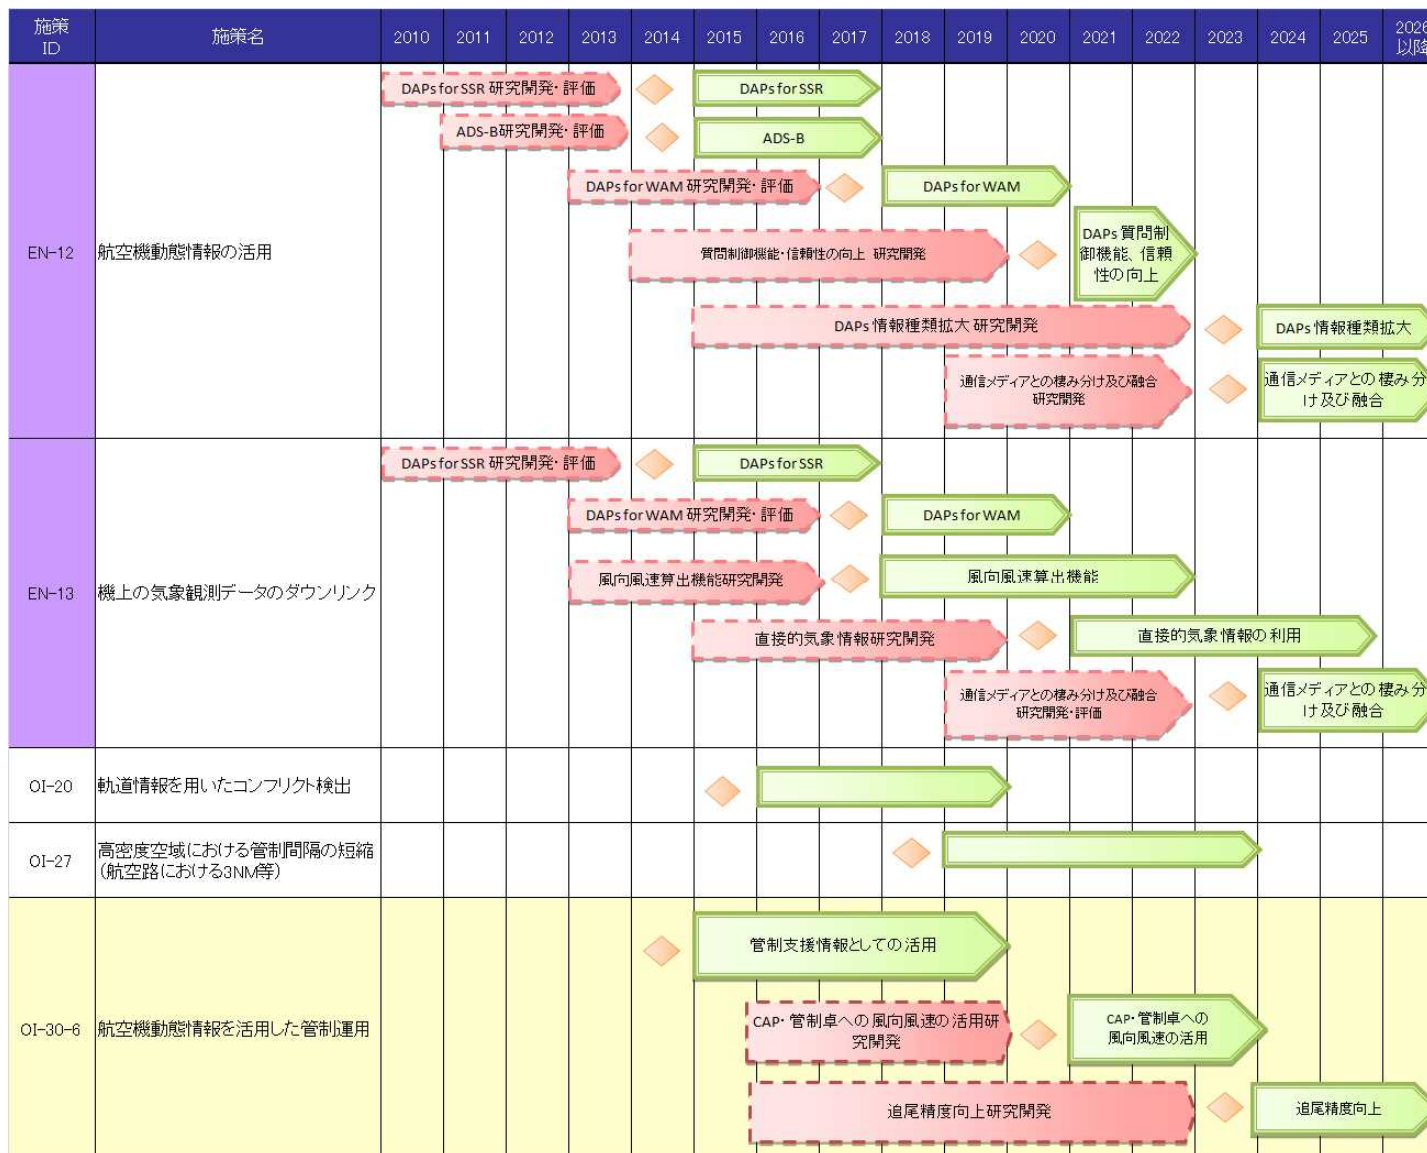 施策
ID
施策名
2010
2011
2012
2013
2014
2015
2016
2017
2018
2019
2020
2021
2022
2023
2024
2025
2026
以降
EN-12
航空機動態情報の活用
DAPs for SSR 研究開発・評価
DAPs for SSR
ADS-B研究開発・評価
ADS-B
DAPs for WAM 研究開発・評価
DAPs for WAM
質問制御機能・信頼性の向上 研究開発
DAPs 質問制
御機能、信頼
性の向上
DAPs 情報種類拡大 研究開発
DAPs 情報種類拡大
通信メディアとの棲み分け及び融合
研究開発
通信メディアとの棲み分
け及び融合
EN-13
機上の気象観測データのダウンリンク
DAPs for SSR 研究開発・評価
DAPs for SSR
DAPs for WAM 研究開発・評価
DAPs for WAM
風向風速算出機能研究開発
風向風速算出機能
直接的気象情報研究開発
直接的気象情報の利用
通信メディアとの棲み分け及び融合
研究開発・評価
通信メディアとの棲み分
け及び融合
OI-20
軌道情報を用いたコンフリクト検出
OI-27
高密度空域における管制間隔の短縮
(航空路における3NM等)
OI-30-6
航空機動態情報を活用した管制運用
管制支援情報としての活用
CAP・管制卓への風向風速の活用研
究開発
CAP・管制卓への
風向風速の活用
追尾精度向上研究開発
追尾精度向上